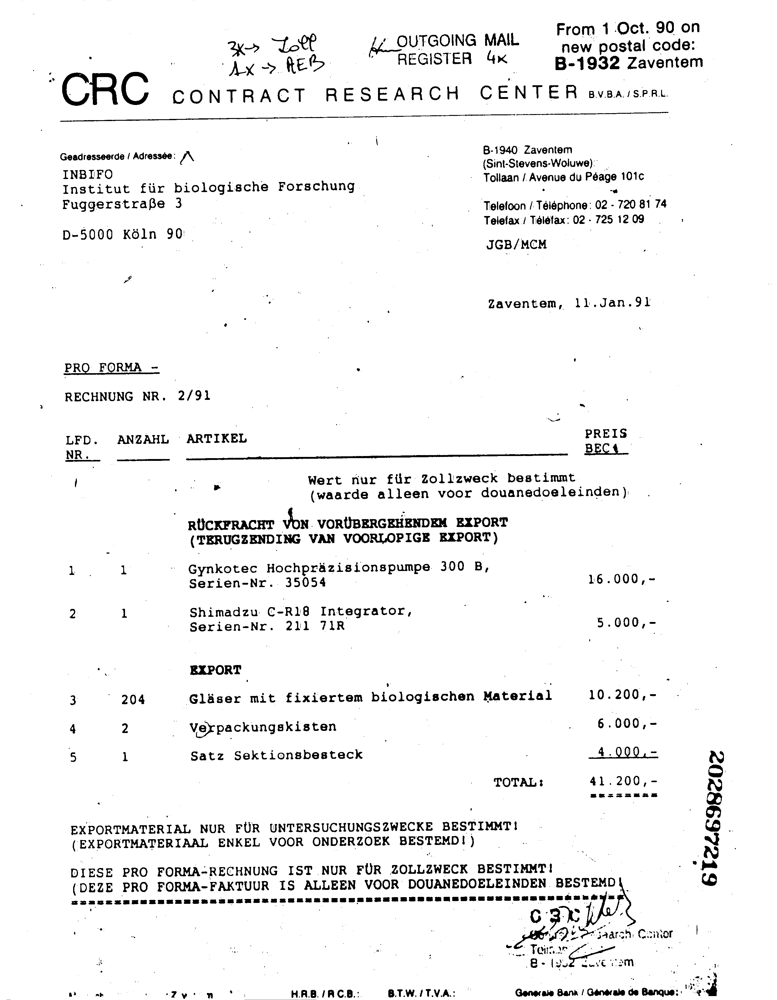 3x → Zoll
1x → AEB
OUTGOING MAIL
REGISTER 4x
From 1 Oct. 90 on
new postal code:
B-1932 Zaventem
CRC CONTRACT RESEARCH CENTER B.V.B.A. / S.P.R.L.
Geadresseerde / Adressée:
INBIFO
Institut für biologische Forschung
Fuggerstraße 3
D-5000 Köln 90
B-1940 Zaventem
(Sint-Stevens-Woluwe)
Tollaan / Avenue du Péage 101c
Telefoon / Téléphone: 02 - 720 81 74
Telefax / Téléfax: 02 - 725 12 09
JGB/MCM
Zaventem, 11.Jan.91
PRO FORMA -
RECHNUNG NR. 2/91
LFD. NR. ANZAHL ARTIKEL PREIS BEC
Wert nur für Zollzweck bestimmt
(waarde alleen voor douanedoeleinden)
RÜCKFRACHT VON VORÜBERGEHENDEM EXPORT
(TERUGZENDING VAN VOORLOPIGE EXPORT)
1 1 Gynkotec Hochpräzisionspumpe 300 B,
Serien-Nr. 35054 16.000,-
2 1 Shimadzu C-R18 Integrator,
Serien-Nr. 211 71R 5.000,-
EXPORT
3 204 Gläser mit fixiertem biologischen Material 10.200,-
4 2 Verpackungskisten 6.000,-
5 1 Satz Sektionsbesteck 4.000,-
TOTAL: 41.200,-
EXPORTMATERIAL NUR FÜR UNTERSUCHUNGSZWECKE BESTIMMT!
(EXPORTMATERIAAL ENKEL VOOR ONDERZOEK BESTEMD!)
DIESE PRO FORMA-RECHNUNG IST NUR FÜR ZOLLZWECK BESTIMMT!
(DEZE PRO FORMA-FAKTUUR IS ALLEEN VOOR DOUANEDOELEINDEN BESTEMD)
2028697219
H.R.B. / R.C.B.: B.T.W. / T.V.A.: Generale Bank / Générale de Banque: